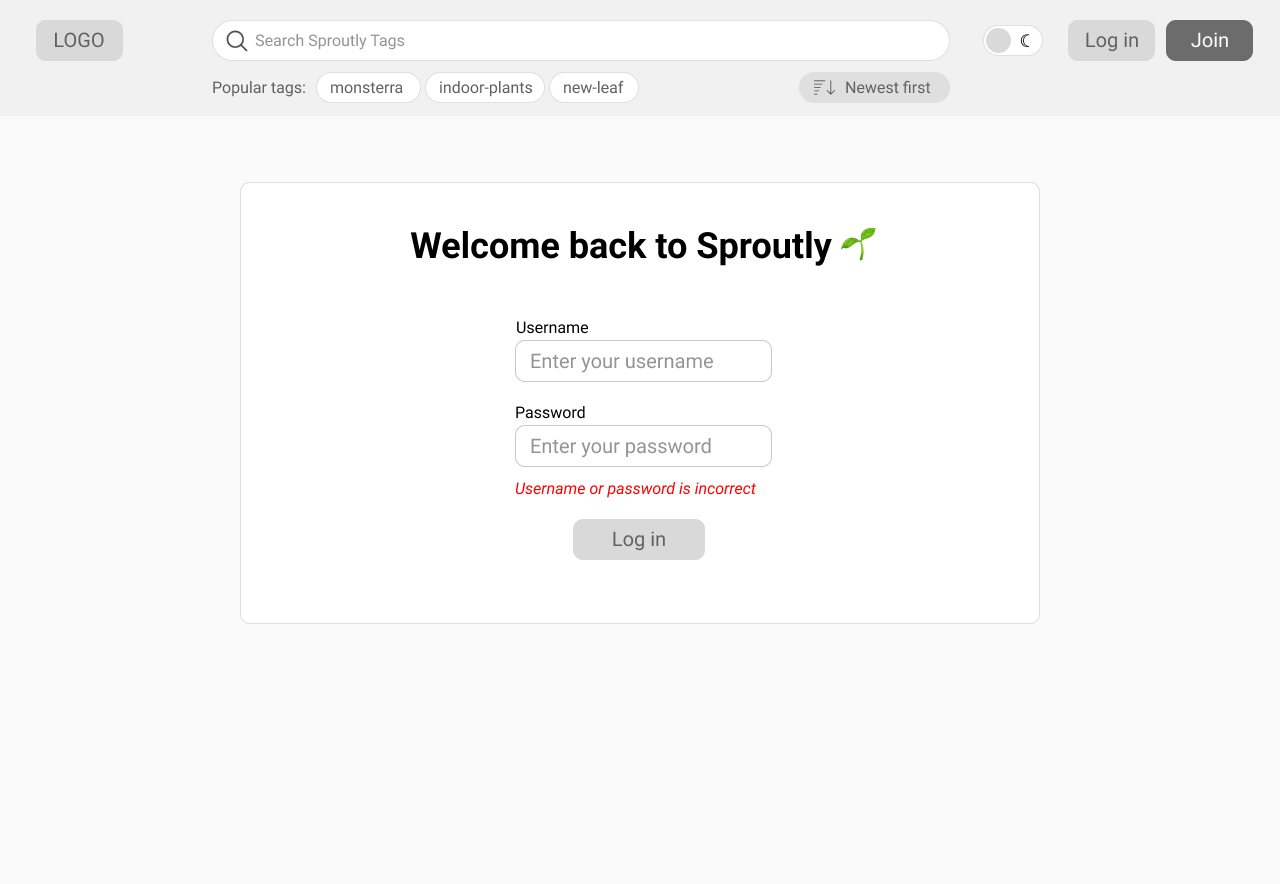 LOGO
Search Sproutly Tags
Log in
Join
Popular tags: monsterra indoor-plants new-leaf
Newest first
Welcome back to Sproutly 🌱
Username
Enter your username
Password
Enter your password
Username or password is incorrect
Log in